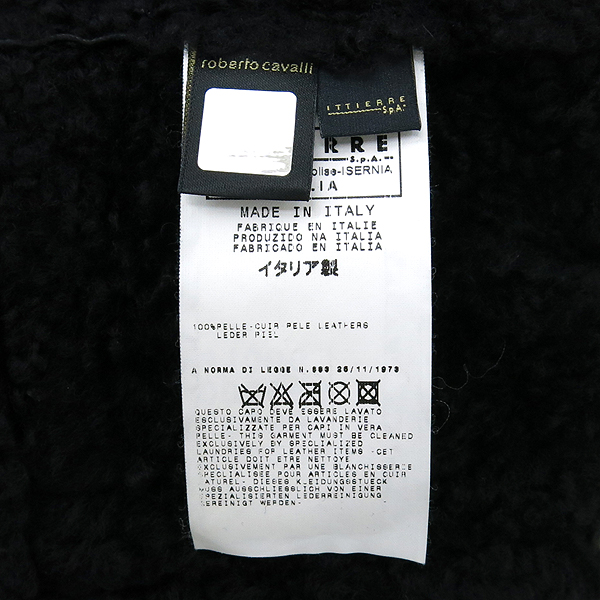 roberto cavalli
ITTIERRE
S.p.A.
RRE
S.p.A.
olise-ISERNIA
LIA
MADE IN ITALY
FABRIQUE EN ITALIE
PRODUZIDO NA ITALIA
FABRICADO EN ITALIA
イタリア製
100%PELLE-CUIR PELE LEATHERS
LEDER PIEL
A NORMA DI LEGGE N.883 26/11/1973
QUESTO CAPO DEVE ESSERE LAVATO
ESCLUSIVAMENTE DA LAVANDERIE
SPECIALIZZATE PER CAPI IN VERA
PELLE- THIS GARMENT MUST BE CLEANED
EXCLUSIVELY BY SPECIALIZED
LAUNDRIES FOR LEATHER ITEMS -CET
ARTICLE DOIT ETRE NETTOYE
EXCLUSIVEMENT PAR UNE BLANCHISSERIE
SPECIALISEE POUR ARTICLES EN CUIR
NATUREL- DIESES KLEIDUNGSTUECK
MUSS AUSSCHLIESSLICH VON EINER
SPEZIALISIERTEN LEDERREINIGUNG
GEREINIGT WERDEN-